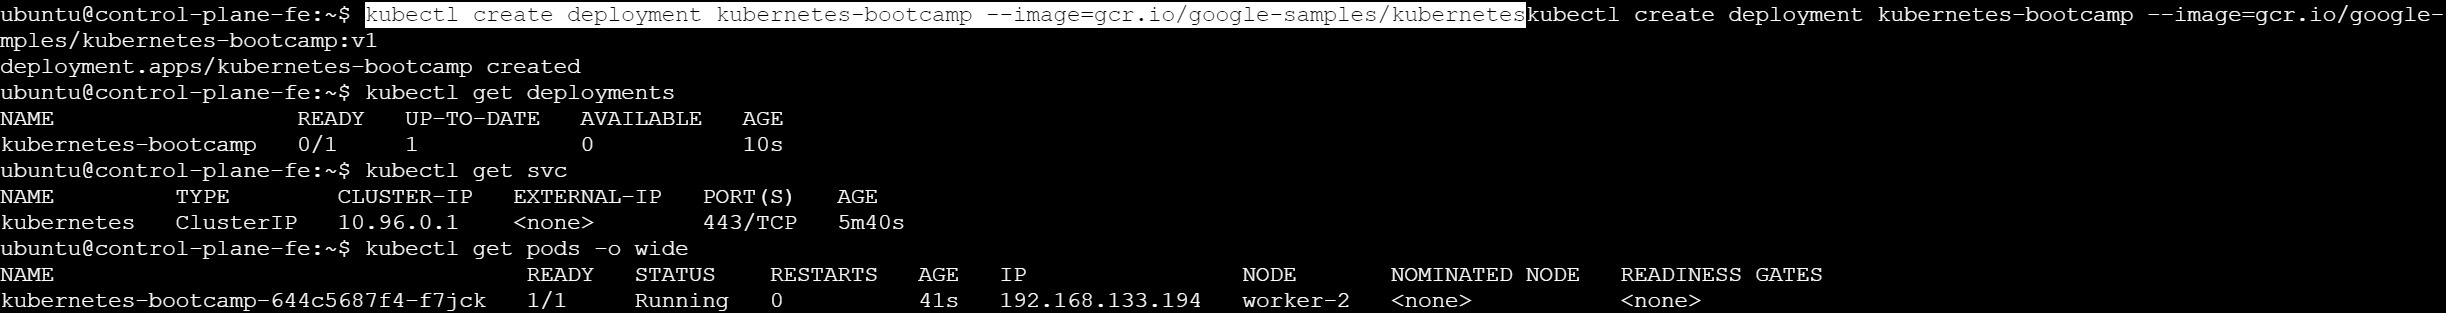 ubuntu@control-plane-fe:~$ kubectl create deployment kubernetes-bootcamp --image=gcr.io/google-samples/kuberneteskubectl create deployment kubernetes-bootcamp --image=gcr.io/google-
mples/kubernetes-bootcamp:v1
deployment.apps/kubernetes-bootcamp created
ubuntu@control-plane-fe:~$ kubectl get deployments
NAME                  READY   UP-TO-DATE   AVAILABLE   AGE
kubernetes-bootcamp   0/1     1            0           10s
ubuntu@control-plane-fe:~$ kubectl get svc
NAME         TYPE        CLUSTER-IP   EXTERNAL-IP   PORT(S)   AGE
kubernetes   ClusterIP   10.96.0.1    <none>        443/TCP   5m40s
ubuntu@control-plane-fe:~$ kubectl get pods -o wide
NAME                                   READY   STATUS    RESTARTS   AGE   IP                NODE       NOMINATED NODE   READINESS GATES
kubernetes-bootcamp-644c5687f4-f7jck   1/1     Running   0          41s   192.168.133.194   worker-2   <none>           <none>